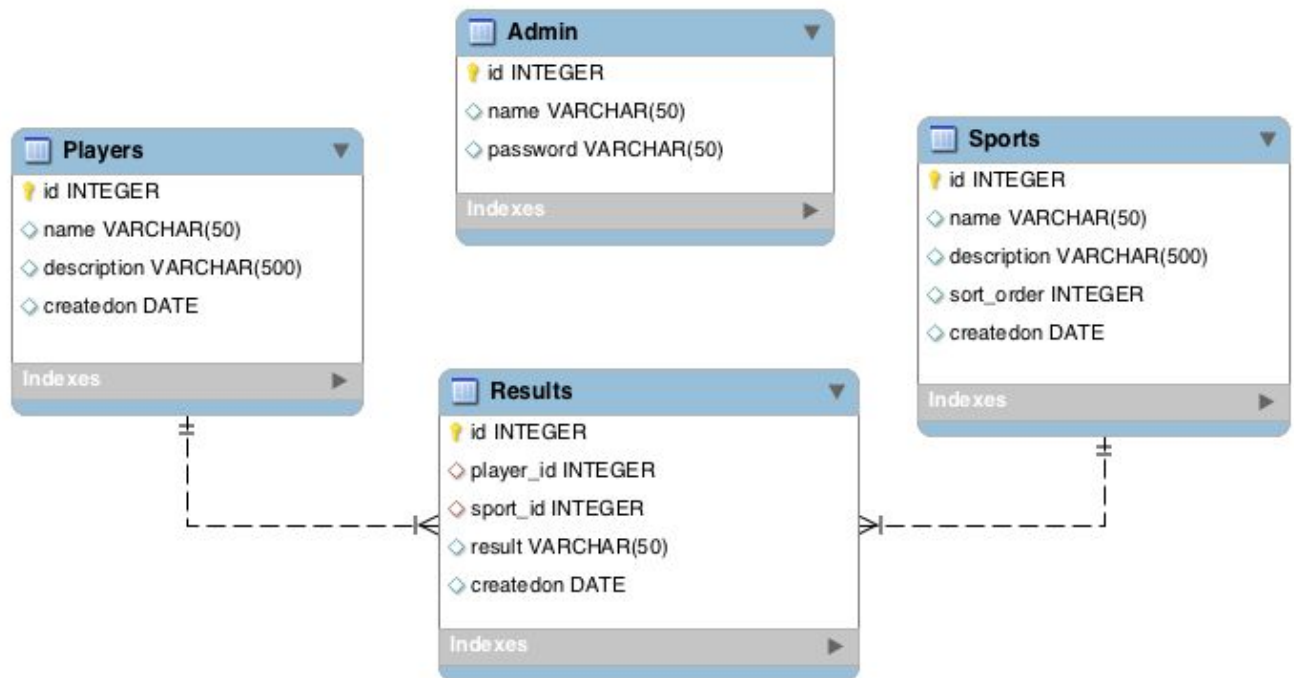 Admin
id INTEGER
name VARCHAR(50)
password VARCHAR(50)
Indexes
Players
id INTEGER
name VARCHAR(50)
description VARCHAR(500)
createdon DATE
Indexes
Sports
id INTEGER
name VARCHAR(50)
description VARCHAR(500)
sort_order INTEGER
createdon DATE
Indexes
Results
id INTEGER
player_id INTEGER
sport_id INTEGER
result VARCHAR(50)
createdon DATE
Indexes